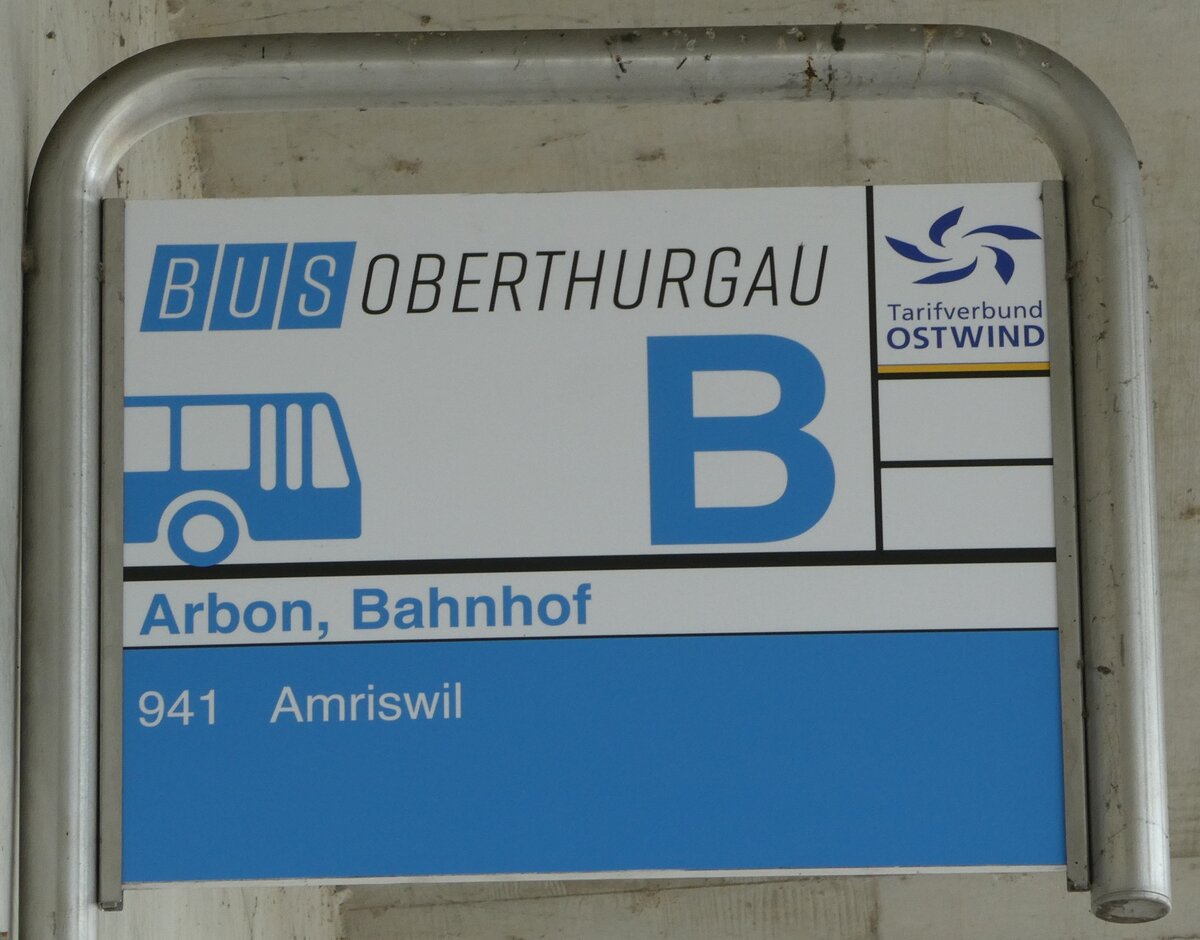 BUS OBERTHURGAU
Tarifverbund
OSTWIND
B
Arbon, Bahnhof
941 Amriswil